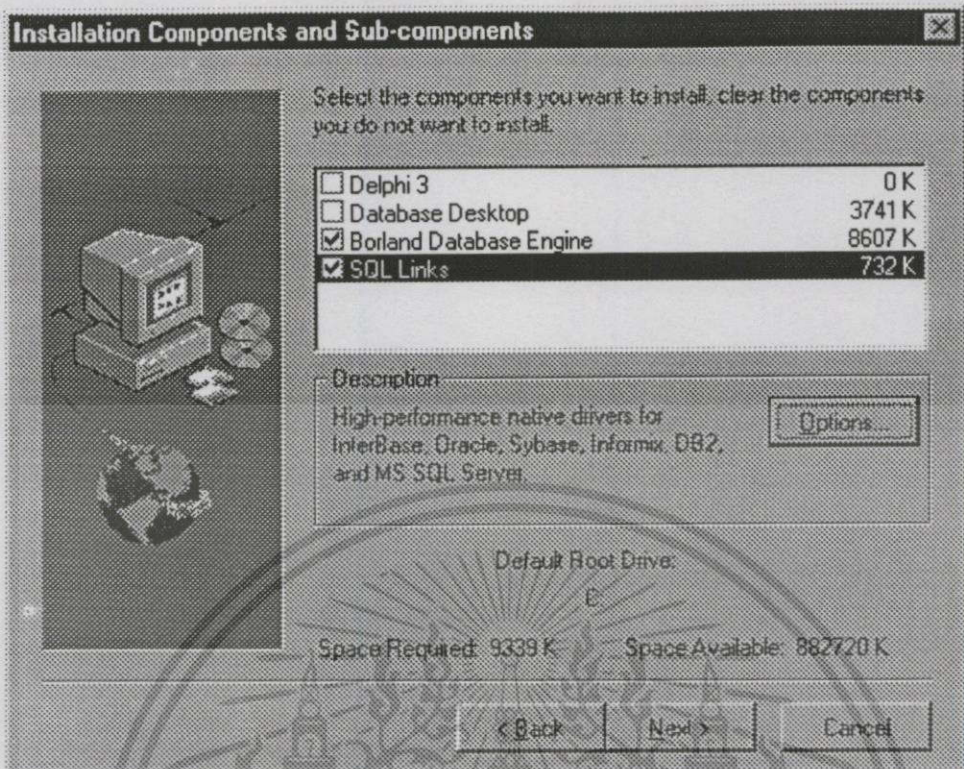 Installation Components and Sub-components
Select the components you want to install, clear the components
you do not want to install.
Delphi 3 0 K
Database Desktop 3741 K
Borland Database Engine 8607 K
SQL Links 732 K
Description
High-performance native drivers for
InterBase, Oracle, Sybase, Informix, DB2,
and MS SQL Server.
Options...
Default Root Drive:
C:
Space Required: 9339 K Space Available: 882720 K
< Back Next > Cancel